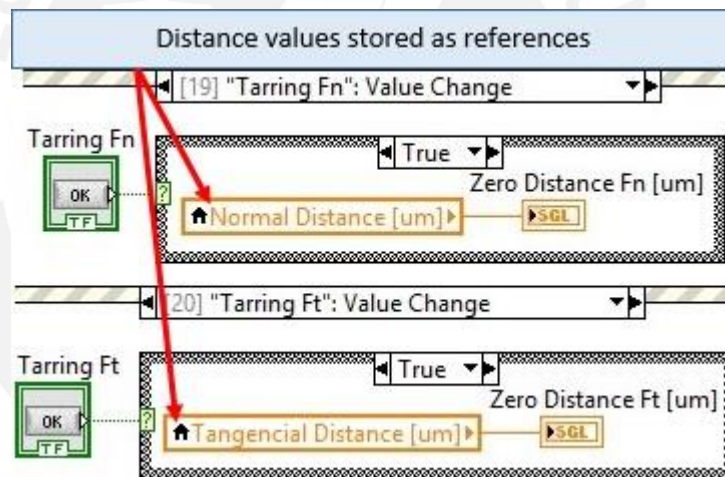 Distance values stored as references
[19] "Tarring Fn": Value Change
Tarring Fn
True
Zero Distance Fn [um]
OK
?
Normal Distance [um]
SGL
TF
[20] "Tarring Ft": Value Change
Tarring Ft
True
Zero Distance Ft [um]
OK
?
Tangencial Distance [um]
SGL
TF